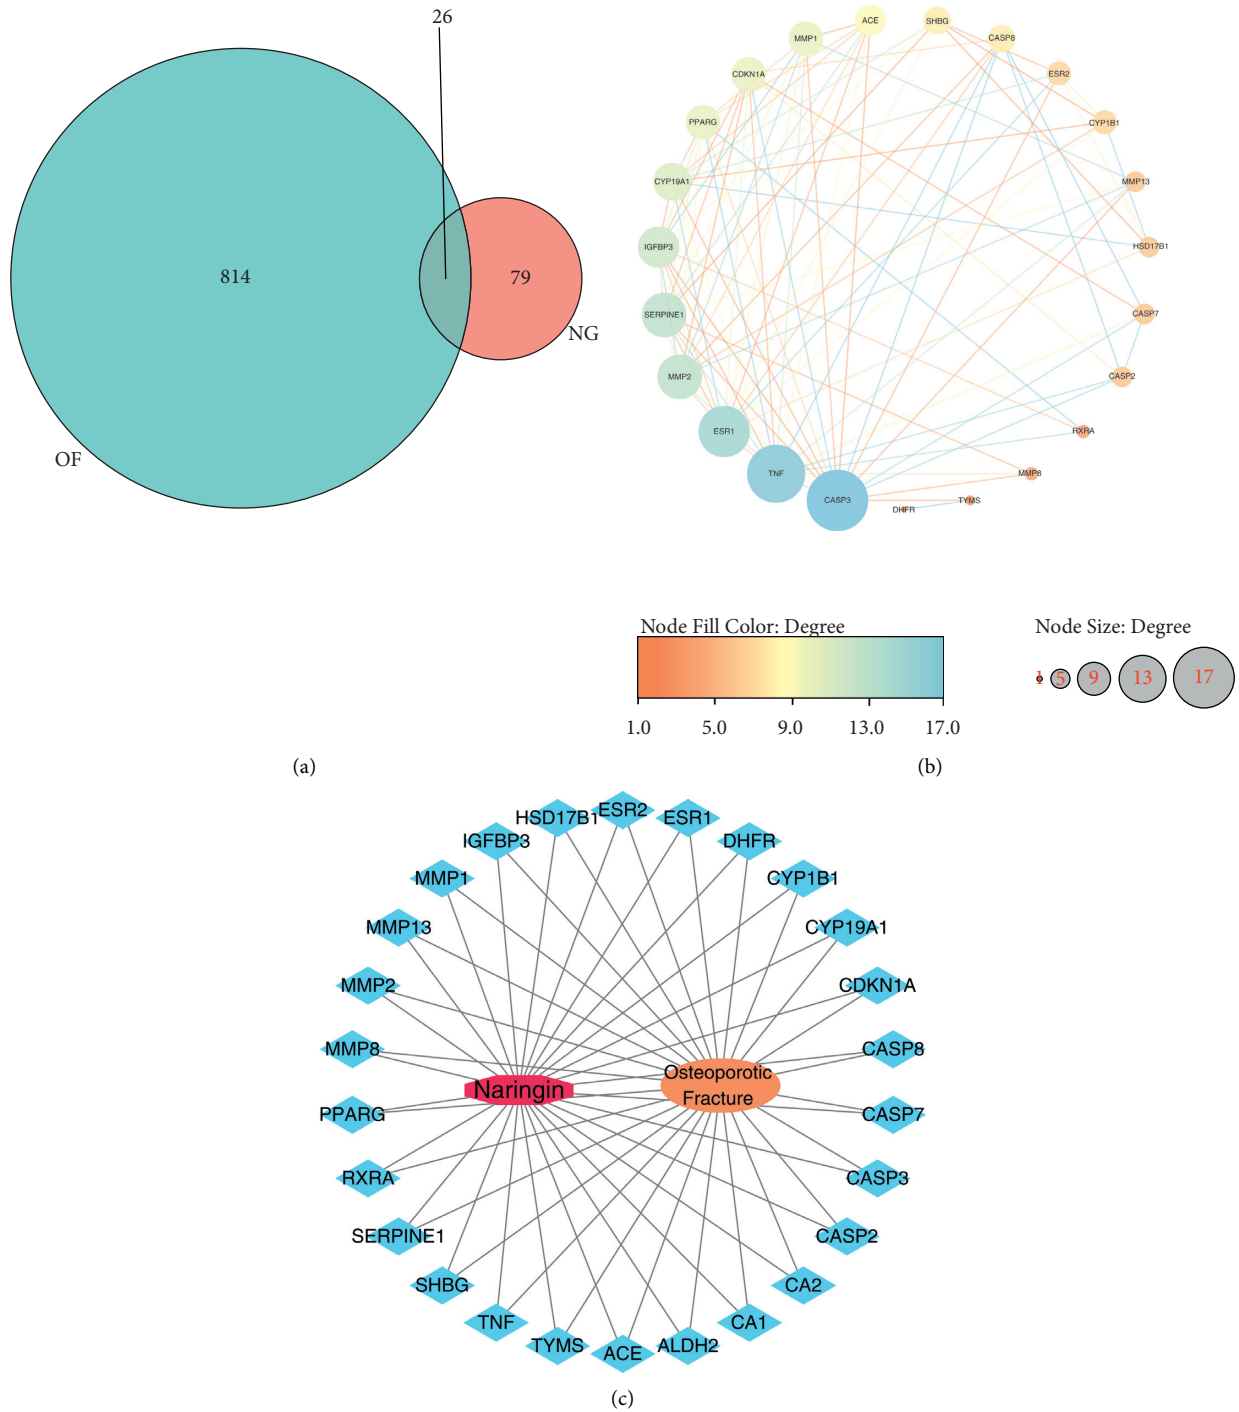 26
814
79
NG
OF
(a)
ACE
SHBG
MMP1
CASP8
CDKN1A
ESR2
PPARG
CYP1B1
CYP19A1
MMP13
IGFBP3
HSD17B1
SERPINE1
CASP7
MMP2
CASP2
ESR1
RXRA
TNF
MMP8
CASP3
TYMS
DHFR
Node Fill Color: Degree
1.0 5.0 9.0 13.0 17.0
Node Size: Degree
1 5 9 13 17
(b)
HSD17B1
ESR2
ESR1
IGFBP3
DHFR
MMP1
CYP1B1
MMP13
CYP19A1
MMP2
CDKN1A
MMP8
CASP8
Naringin
Osteoporotic
Fracture
PPARG
CASP7
RXRA
CASP3
SERPINE1
CASP2
SHBG
CA2
TNF
CA1
TYMS
ACE
ALDH2
(c)